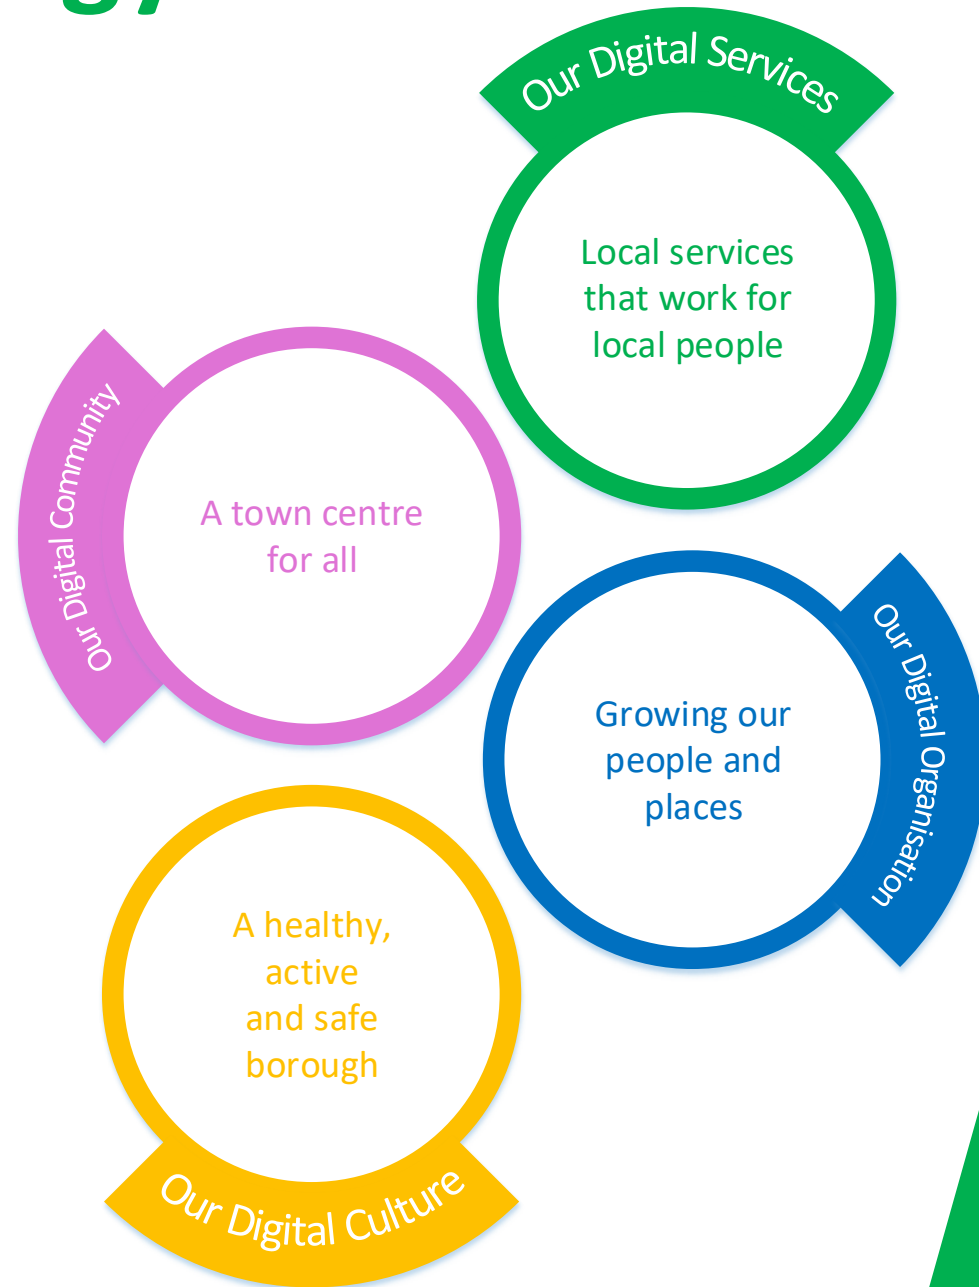 Our Digital Services
Local services
that work for
local people
Our Digital Community
A town centre
for all
Our Digital Organisation
Growing our
people and
places
A healthy,
active
and safe
borough
Our Digital Culture